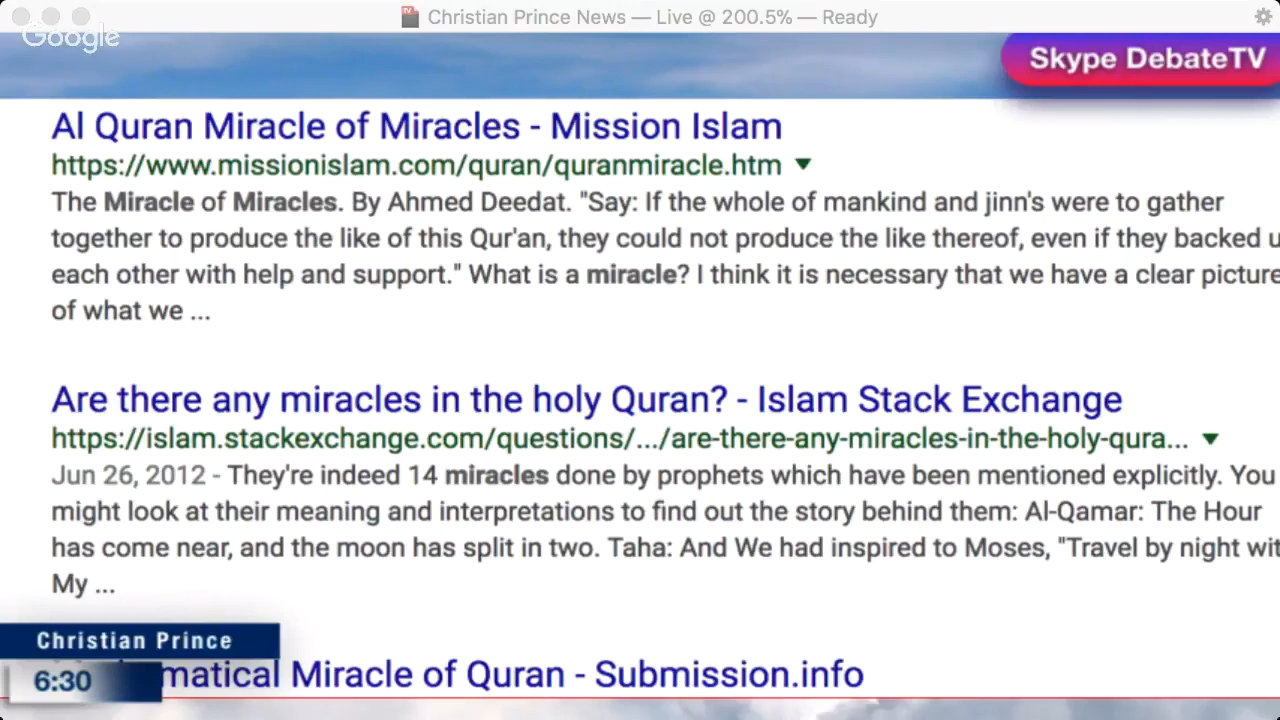 Christian Prince News — Live @ 200.5% — Ready
Google
Skype DebateTV
Al Quran Miracle of Miracles - Mission Islam
https://www.missionislam.com/quran/quranmiracle.htm
The Miracle of Miracles. By Ahmed Deedat. "Say: If the whole of mankind and jinn's were to gather
together to produce the like of this Qur'an, they could not produce the like thereof, even if they backed
each other with help and support." What is a miracle? I think it is necessary that we have a clear picture
of what we ...
Are there any miracles in the holy Quran? - Islam Stack Exchange
https://islam.stackexchange.com/questions/.../are-there-any-miracles-in-the-holy-qura...
Jun 26, 2012 - They're indeed 14 miracles done by prophets which have been mentioned explicitly. You
might look at their meaning and interpretations to find out the story behind them: Al-Qamar: The Hour
has come near, and the moon has split in two. Taha: And We had inspired to Moses, "Travel by night
My ...
Christian Prince
6:30
Miracle of Quran - Submission.info